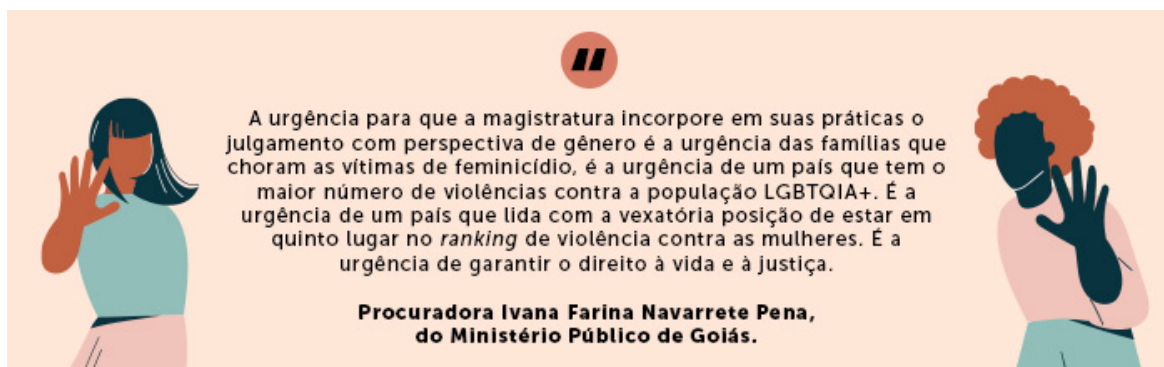 A urgência para que a magistratura incorpore em suas práticas o
julgamento com perspectiva de gênero é a urgência das famílias que
choram as vítimas de feminicídio, é a urgência de um país que tem o
maior número de violências contra a população LGBTQIA+. É a
urgência de um país que lida com a vexatória posição de estar em
quinto lugar no ranking de violência contra as mulheres. É a
urgência de garantir o direito à vida e à justiça.
Procuradora Ivana Farina Navarrete Pena,
do Ministério Público de Goiás.